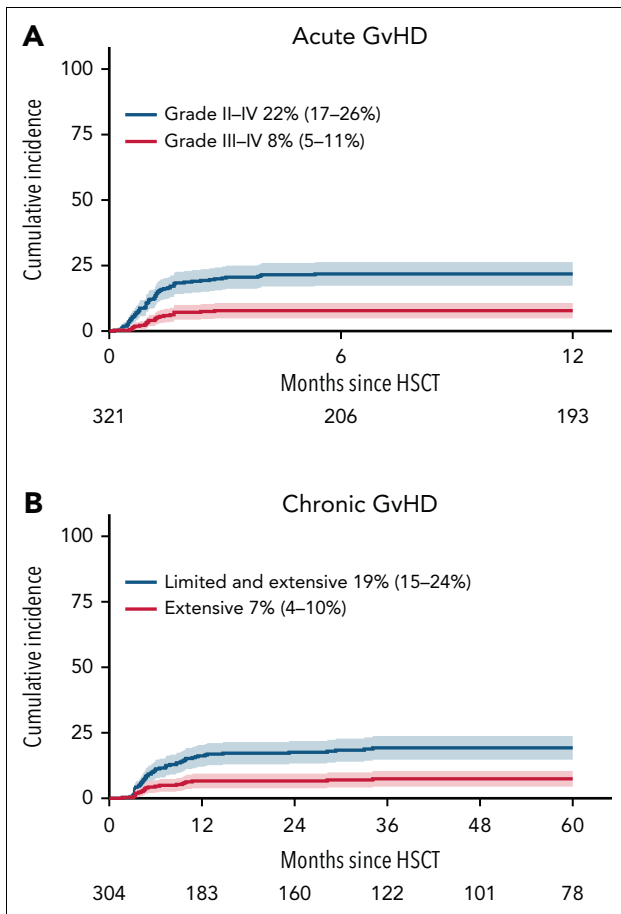 A
Acute GvHD
100
75
50
25
0
Cumulative incidence
Grade II–IV 22% (17–26%)
Grade III–IV 8% (5–11%)
0 6 12
Months since HSCT
321 206 193
B
Chronic GvHD
100
75
50
25
0
Cumulative incidence
Limited and extensive 19% (15–24%)
Extensive 7% (4–10%)
0 12 24 36 48 60
Months since HSCT
304 183 160 122 101 78